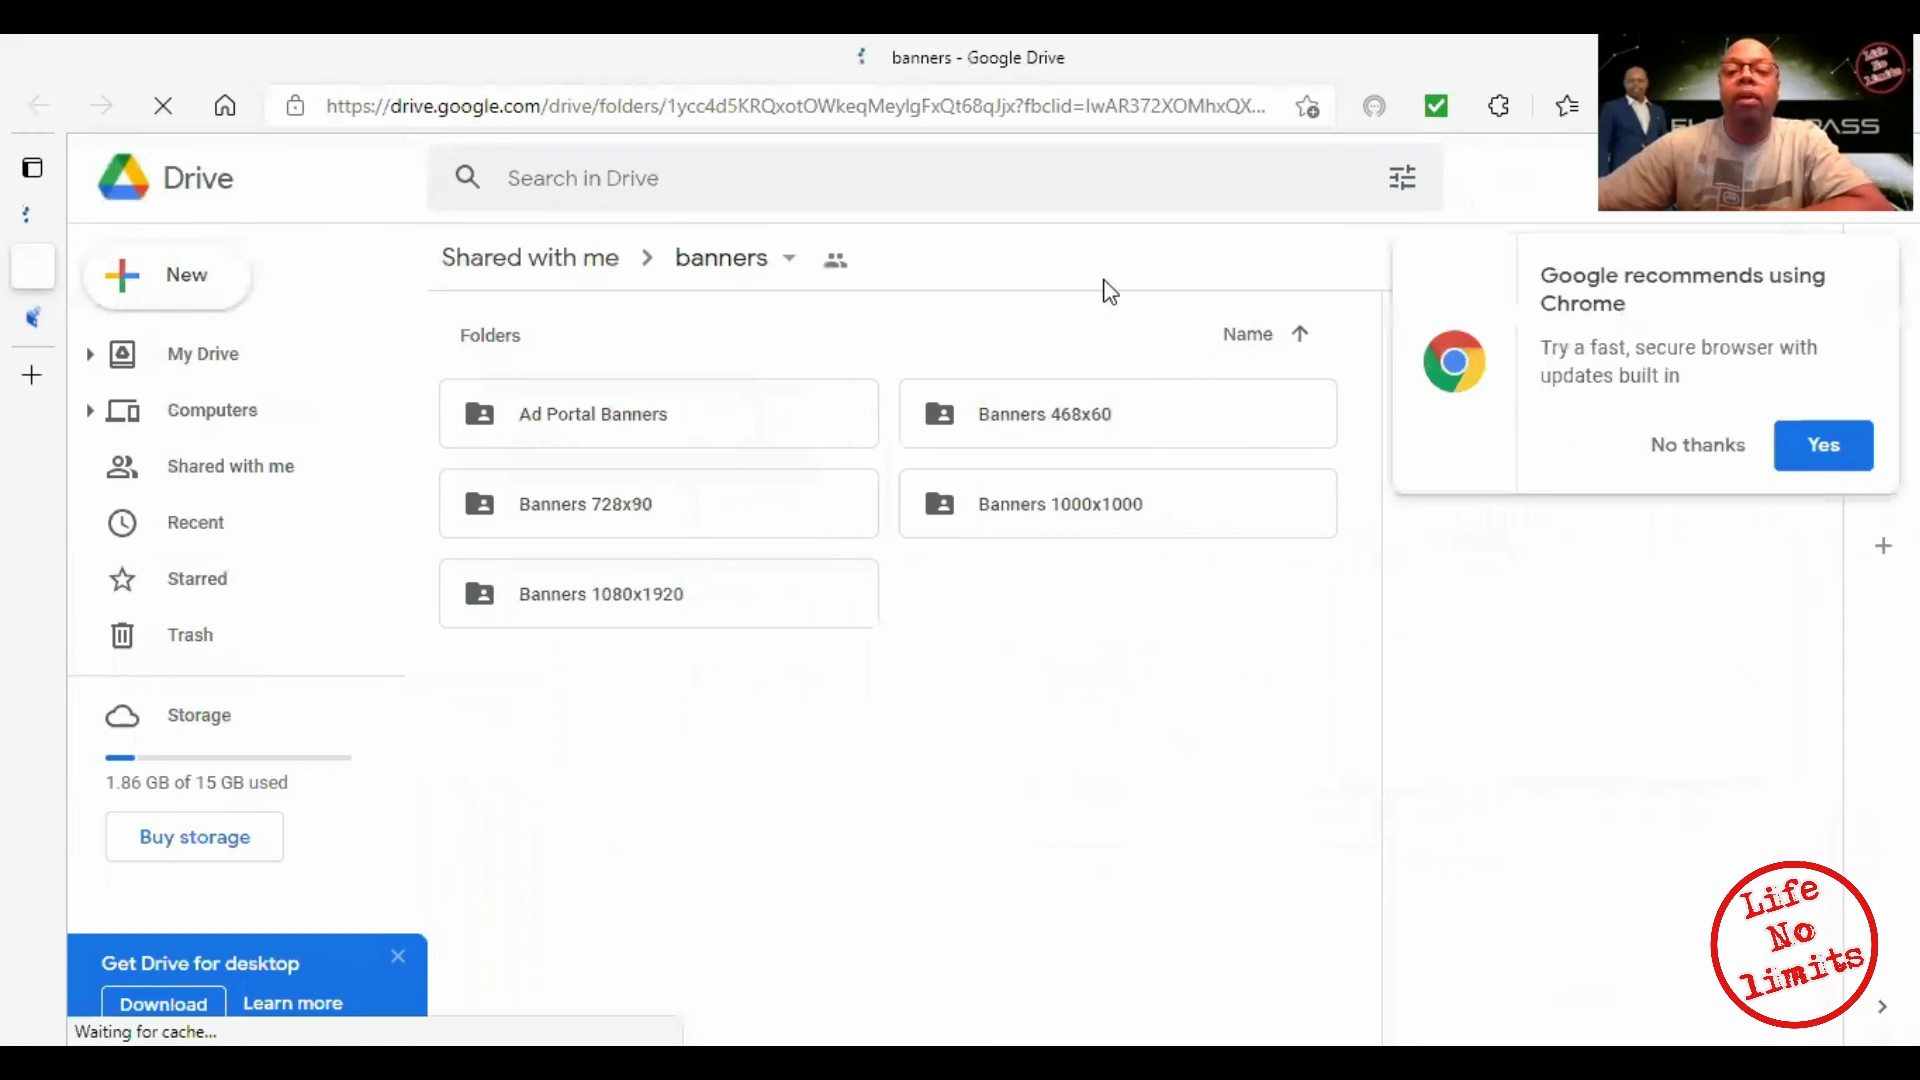 banners - Google Drive
https://drive.google.com/drive/folders/1ycc4d5KRQxotOWkeqMeylgFxQt68qJjx?fbclid=IwAR372XOMhxQX...
Drive
Search in Drive
Life
No
Limits
New
Shared with me
banners
Google recommends using
Chrome
Try a fast, secure browser with
updates built in
No thanks
Yes
My Drive
Computers
Shared with me
Recent
Starred
Trash
Storage
1.86 GB of 15 GB used
Buy storage
Folders
Name
Ad Portal Banners
Banners 468x60
Banners 728x90
Banners 1000x1000
Banners 1080x1920
Get Drive for desktop
Download
Learn more
Waiting for cache...
Life
No
limits